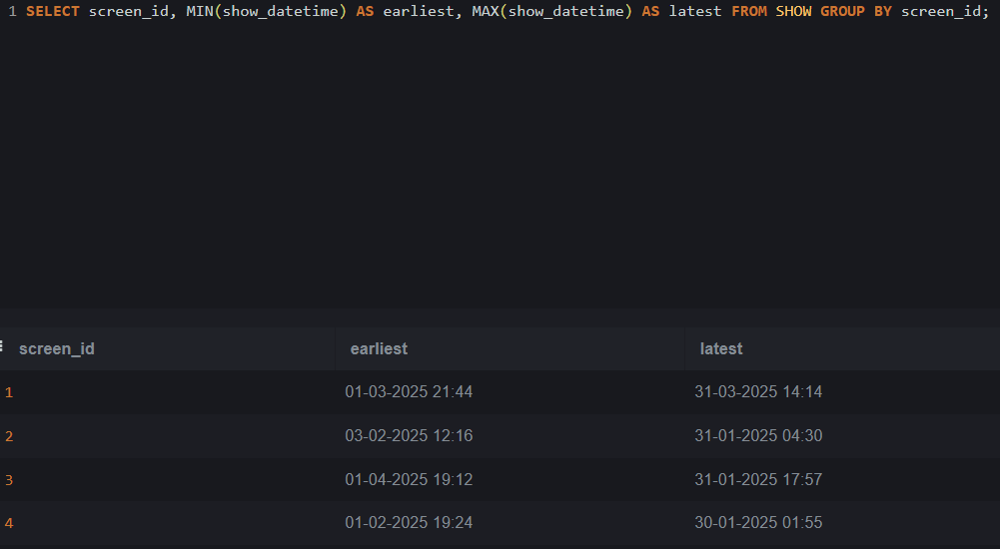 1 SELECT screen_id, MIN(show_datetime) AS earliest, MAX(show_datetime) AS latest FROM SHOW GROUP BY screen_id;
screen_id earliest latest
1 01-03-2025 21:44 31-03-2025 14:14
2 03-02-2025 12:16 31-01-2025 04:30
3 01-04-2025 19:12 31-01-2025 17:57
4 01-02-2025 19:24 30-01-2025 01:55